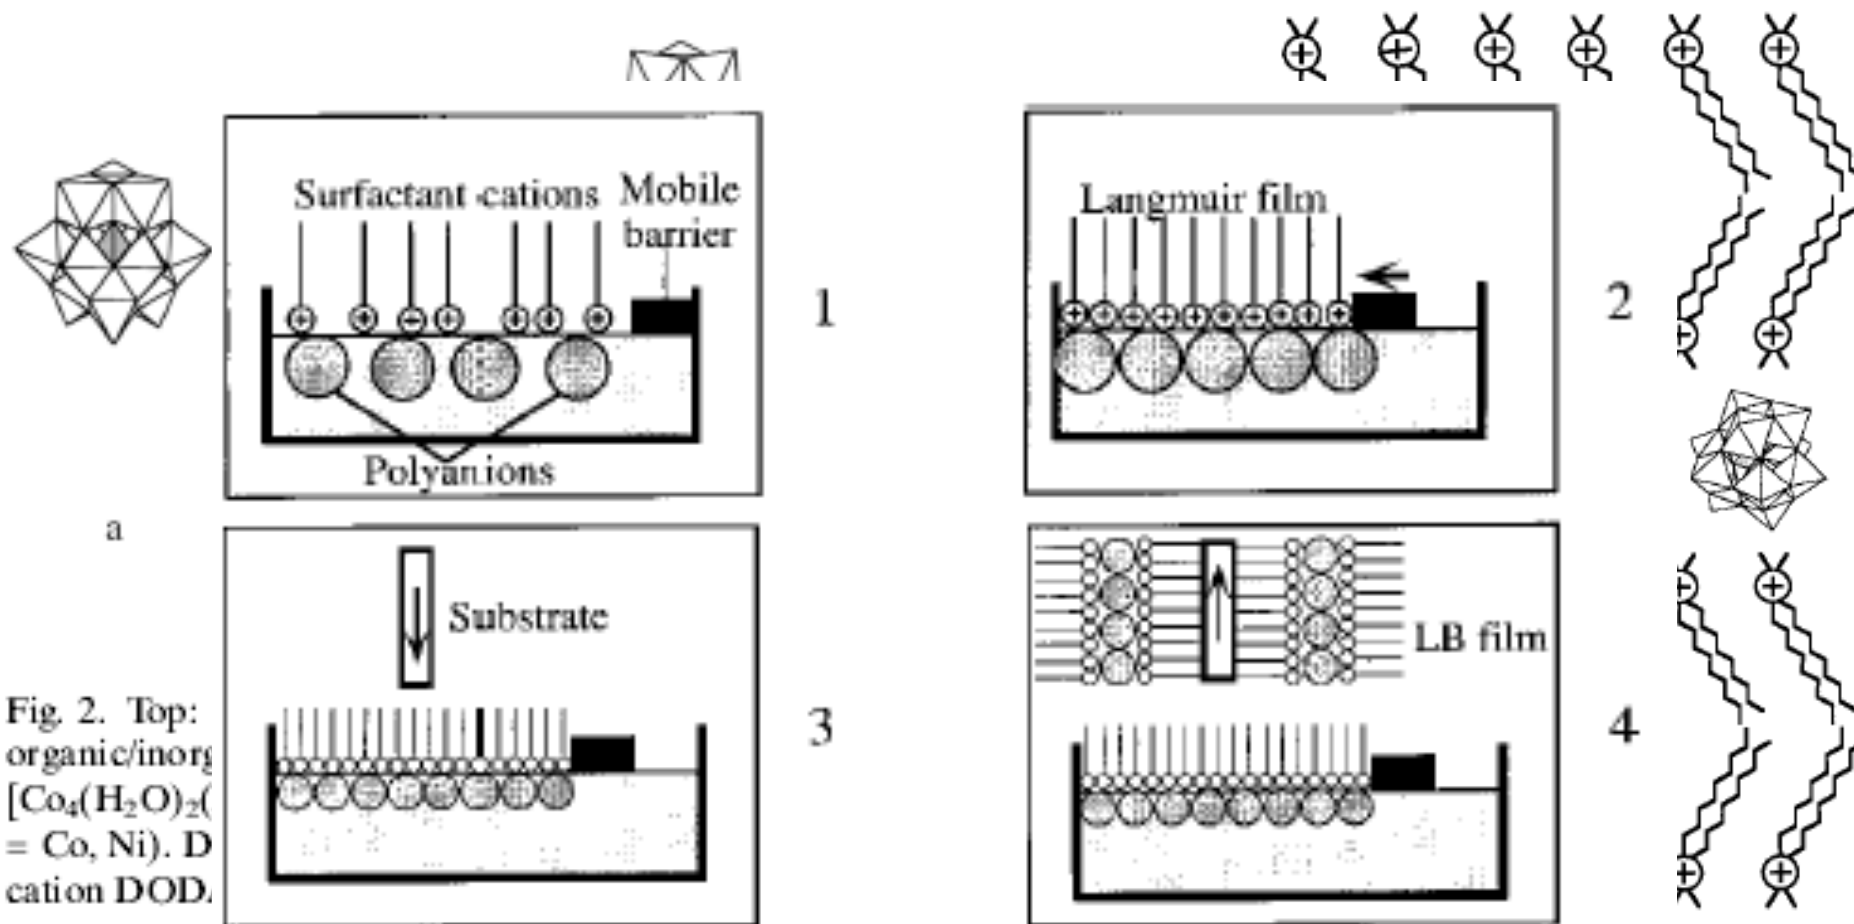 Surfactant cations
Mobile
barrier
Polyanions
1
Langmuir film
2
a
Substrate
3
LB film
4
Fig. 2. Top:
organic/inorg
[Co₄(H₂O)₂(
= Co, Ni). D
cation DODA